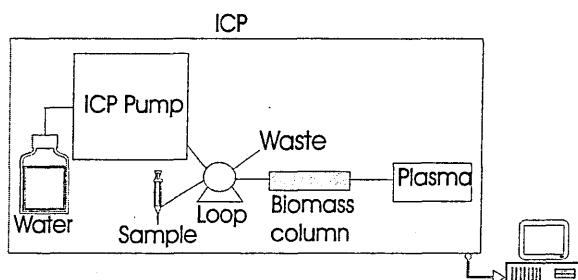 ICP
ICP Pump
Waste
Plasma
Water
Sample
Loop
Biomass
column